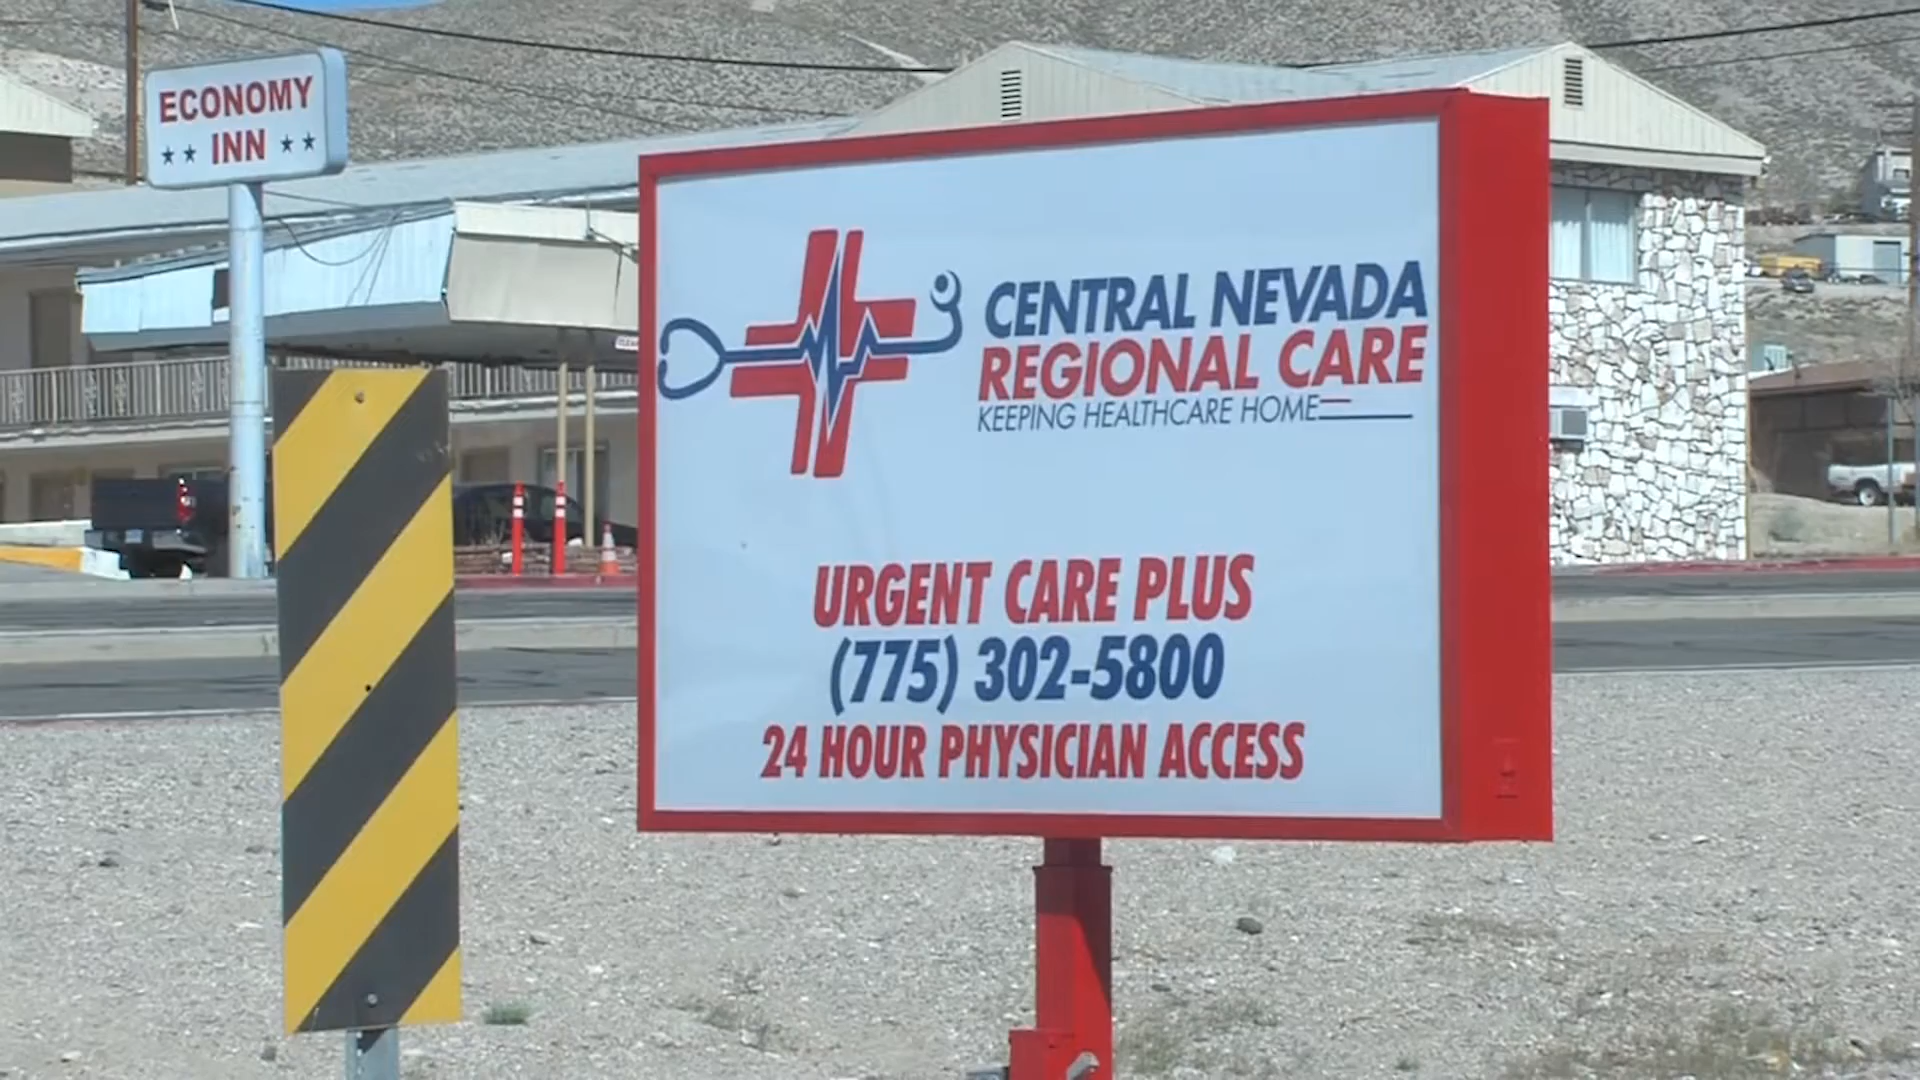 ECONOMY
INN
CENTRAL NEVADA
REGIONAL CARE
KEEPING HEALTHCARE HOME
URGENT CARE PLUS
(775) 302-5800
24 HOUR PHYSICIAN ACCESS